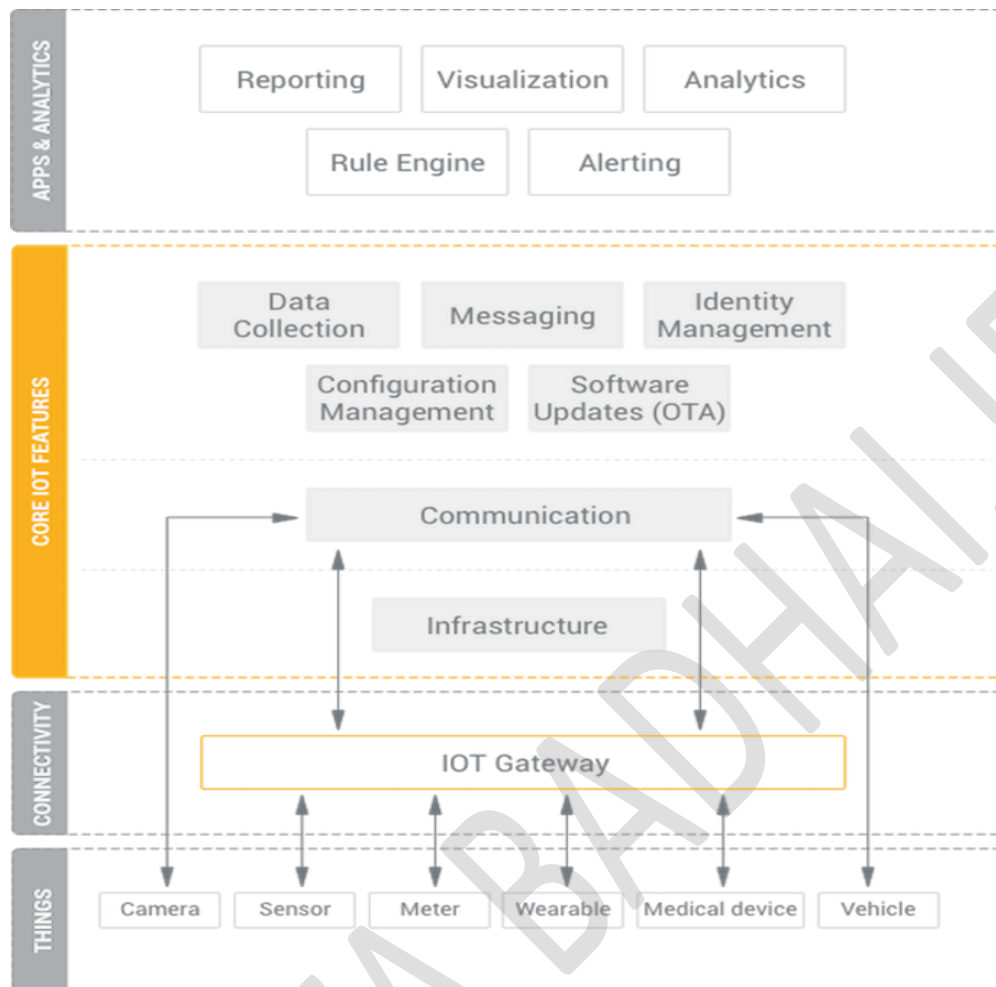 APPS & ANALYTICS
Reporting
Visualization
Analytics
Rule Engine
Alerting
CORE IOT FEATURES
Data
Collection
Messaging
Identity
Management
Configuration
Management
Software
Updates (OTA)
Communication
Infrastructure
CONNECTIVITY
IOT Gateway
THINGS
Camera
Sensor
Meter
Wearable
Medical device
Vehicle
BADHAI